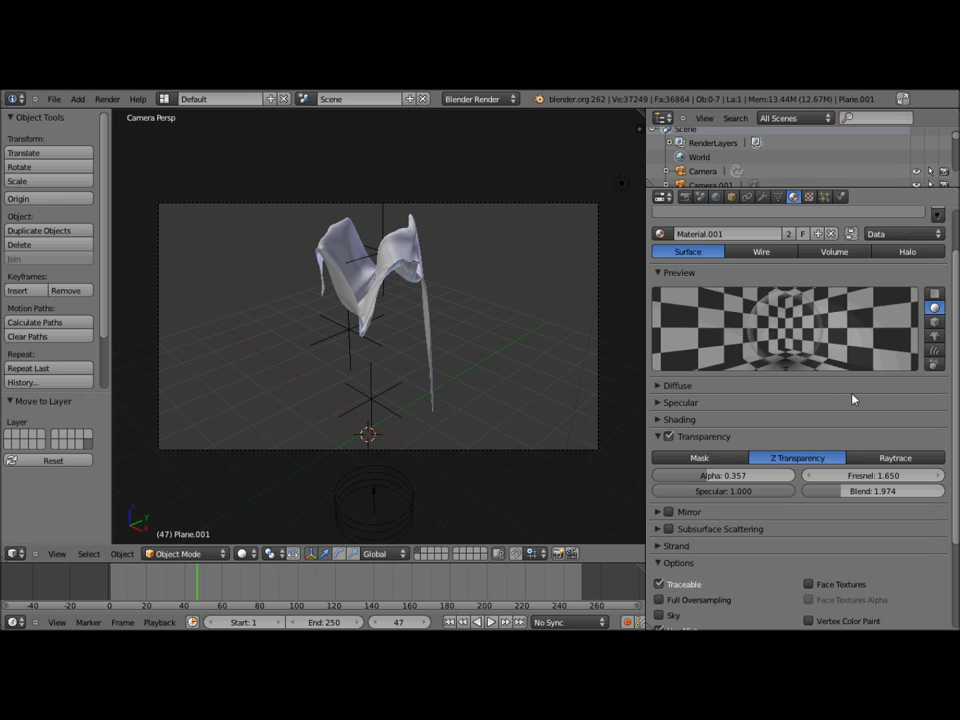 File Add Render Help Default Scene Blender Render blender.org 262 | Ve:37249 | Fa:36864 | Ob:0-7 | La:1 | Mem:13.44M (12.67M) | Plane.001
Object Tools
Transform:
Translate
Rotate
Scale
Origin
Object:
Duplicate Objects
Delete
Join
Keyframes:
Insert Remove
Motion Paths:
Calculate Paths
Clear Paths
Repeat:
Repeat Last
History...
Move to Layer
Layer
Reset
Camera Persp
z
y
x
(47) Plane.001
View Select Object Object Mode Global
-40 -20 0 20 40 60 80 100 120 140 160 180 200 220 240 260
View Marker Frame Playback Start: 1 End: 250 47 No Sync
View Search All Scenes
Scene
RenderLayers
World
Camera
Camera.001
Material.001 2 F Data
Surface Wire Volume Halo
Preview
Diffuse
Specular
Shading
Transparency
Mask Z Transparency Raytrace
Alpha: 0.357 Fresnel: 1.650
Specular: 1.000 Blend: 1.974
Mirror
Subsurface Scattering
Strand
Options
Traceable Face Textures
Full Oversampling Face Textures Alpha
Sky
Vertex Color Paint